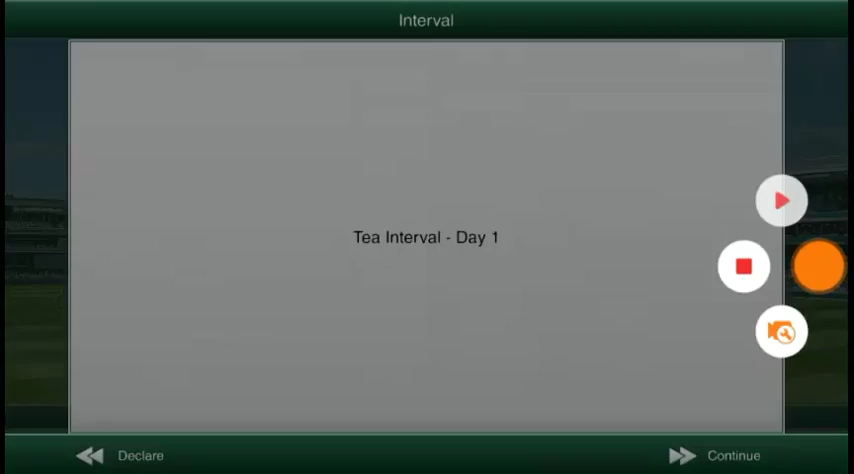 Interval
Tea Interval - Day 1
Declare
Continue